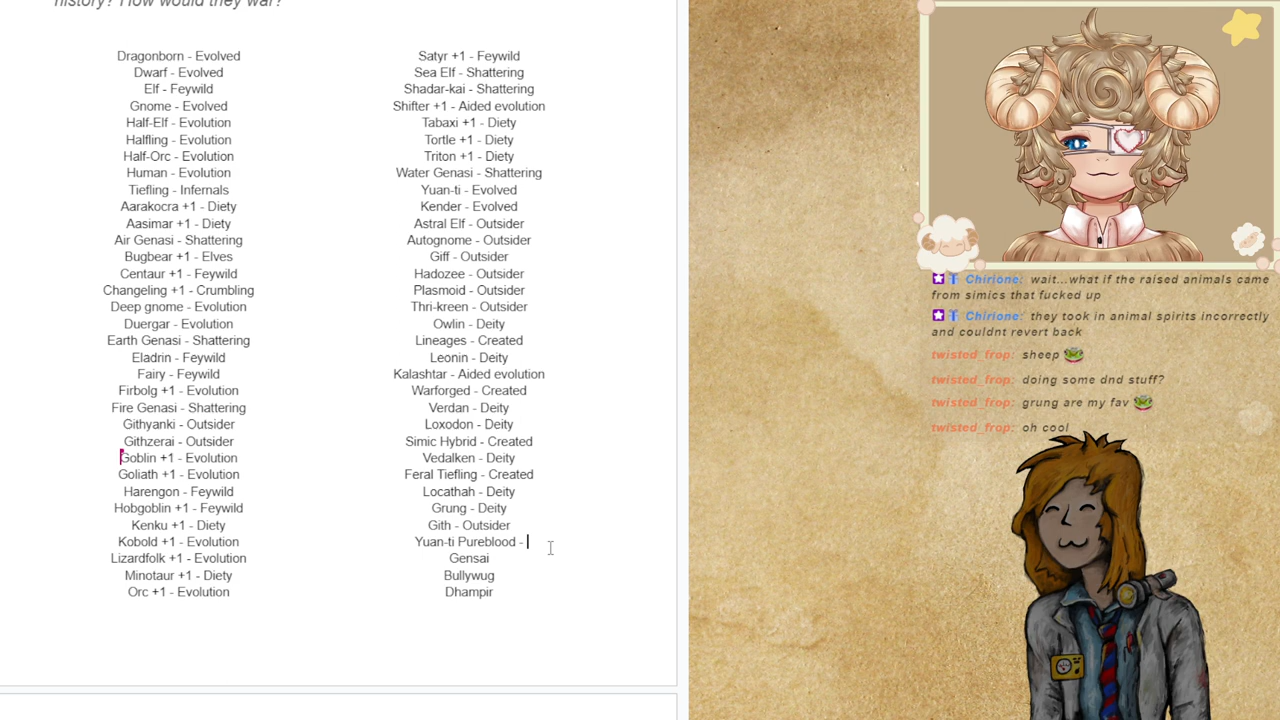 history? How would they war?
Dragonborn - Evolved
Dwarf - Evolved
Elf - Feywild
Gnome - Evolved
Half-Elf - Evolution
Halfling - Evolution
Half-Orc - Evolution
Human - Evolution
Tiefling - Infernals
Aarakocra +1 - Diety
Aasimar +1 - Diety
Air Genasi - Shattering
Bugbear +1 - Elves
Centaur +1 - Feywild
Changeling +1 - Crumbling
Deep gnome - Evolution
Duergar - Evolution
Earth Genasi - Shattering
Eladrin - Feywild
Fairy - Feywild
Firbolg +1 - Evolution
Fire Genasi - Shattering
Githyanki - Outsider
Githzerai - Outsider
Goblin +1 - Evolution
Goliath +1 - Evolution
Harengon - Feywild
Hobgoblin +1 - Feywild
Kenku +1 - Diety
Kobold +1 - Evolution
Lizardfolk +1 - Evolution
Minotaur +1 - Diety
Orc +1 - Evolution
Satyr +1 - Feywild
Sea Elf - Shattering
Shadar-kai - Shattering
Shifter +1 - Aided evolution
Tabaxi +1 - Diety
Tortle +1 - Diety
Triton +1 - Diety
Water Genasi - Shattering
Yuan-ti - Evolved
Kender - Evolved
Astral Elf - Outsider
Autognome - Outsider
Giff - Outsider
Hadozee - Outsider
Plasmoid - Outsider
Thri-kreen - Outsider
Owlin - Deity
Lineages - Created
Leonin - Deity
Kalashtar - Aided evolution
Warforged - Created
Verdan - Deity
Loxodon - Deity
Simic Hybrid - Created
Vedalken - Deity
Feral Tiefling - Created
Locathah - Deity
Grung - Deity
Gith - Outsider
Yuan-ti Pureblood -
Gensai
Bullywug
Dhampir
Chirione: wait...what if the raised animals came
from simics that fucked up
Chirione: they took in animal spirits incorrectly
and couldnt revert back
twisted_frop: sheep
twisted_frop: doing some dnd stuff?
twisted_frop: grung are my fav
twisted_frop: oh cool